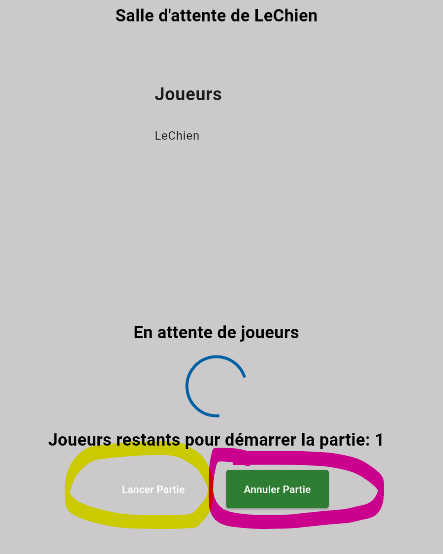 Salle d'attente de LeChien
Joueurs
LeChien
En attente de joueurs
Joueurs restants pour démarrer la partie: 1
Lancer Partie
Annuler Partie